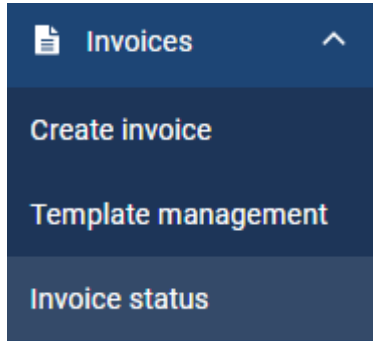 Invoices
Create invoice
Template management
Invoice status